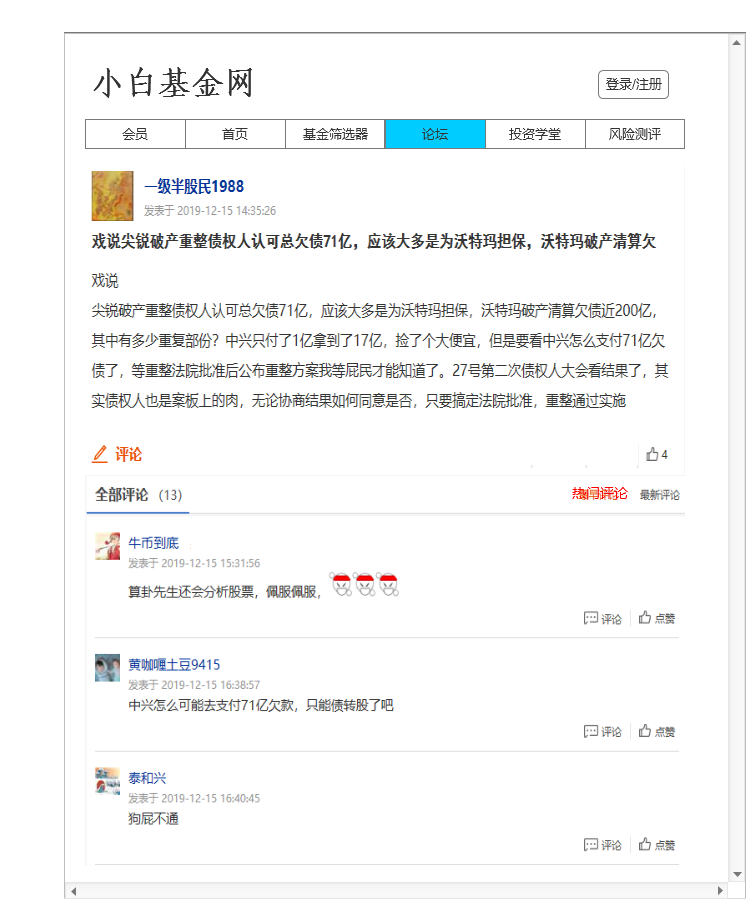 小白基金网
登录/注册
会员 首页 基金筛选器 论坛 投资学堂 风险测评
一级半股民1988
发表于 2019-12-15 14:35:26
戏说尖锐破产重整债权人认可总欠债71亿，应该大多是为沃特玛担保，沃特玛破产清算欠
戏说
尖锐破产重整债权人认可总欠债71亿，应该大多是为沃特玛担保，沃特玛破产清算欠债近200亿，
其中有多少重复部份？中兴只付了1亿拿到了17亿，捡了个大便宜，但是要看中兴怎么支付71亿欠
债了，等重整法院批准后公布重整方案我等屁民才能知道了。27号第二次债权人大会看结果了，其
实债权人也是案板上的肉，无论协商结果如何同意是否，只要搞定法院批准，重整通过实施
评论
4
全部评论 （13）
最新评论
牛币到底
发表于 2019-12-15 15:31:56
算卦先生还会分析股票，佩服佩服，
评论 点赞
黄咖喱土豆9415
发表于 2019-12-15 16:38:57
中兴怎么可能去支付71亿欠款，只能债转股了吧
评论 点赞
泰和兴
发表于 2019-12-15 16:40:45
狗屁不通
评论 点赞